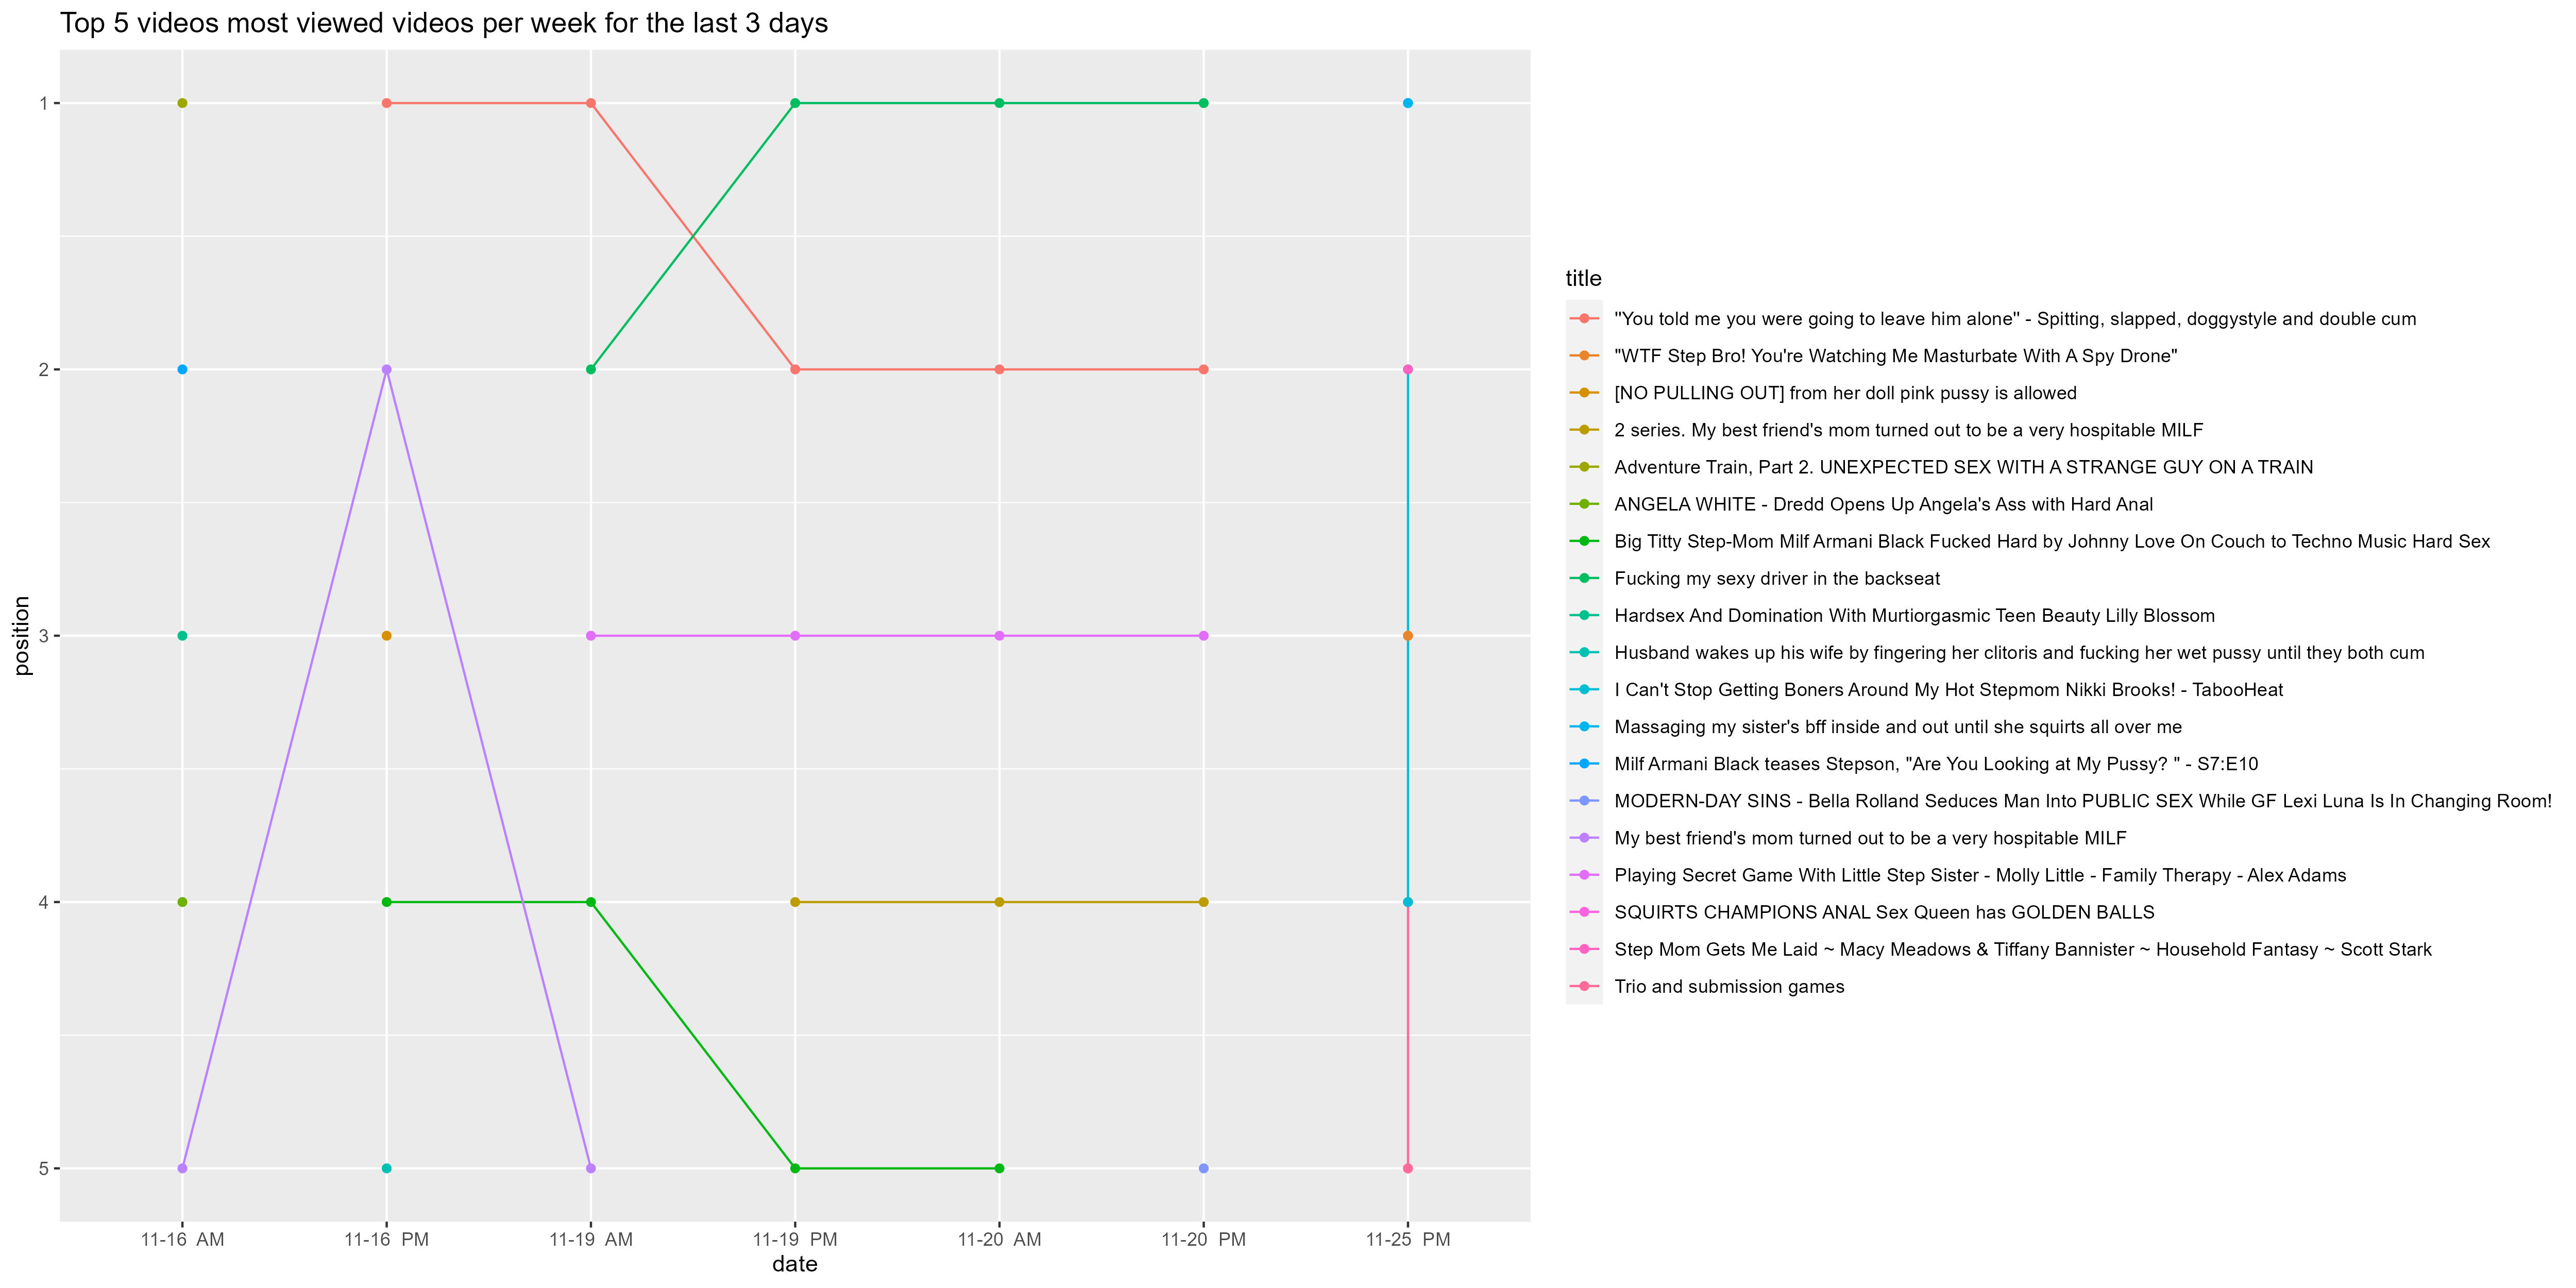 Top 5 videos most viewed videos per week for the last 3 days
1
2
3
4
5
position
11-16 AM
11-16 PM
11-19 AM
11-19 PM
11-20 AM
11-20 PM
11-25 PM
date
title
"You told me you were going to leave him alone" - Spitting, slapped, doggystyle and double cum
"WTF Step Bro! You're Watching Me Masturbate With A Spy Drone"
[NO PULLING OUT] from her doll pink pussy is allowed
2 series. My best friend's mom turned out to be a very hospitable MILF
Adventure Train, Part 2. UNEXPECTED SEX WITH A STRANGE GUY ON A TRAIN
ANGELA WHITE - Dredd Opens Up Angela's Ass with Hard Anal
Big Titty Step-Mom Milf Armani Black Fucked Hard by Johnny Love On Couch to Techno Music Hard Sex
Fucking my sexy driver in the backseat
Hardsex And Domination With Murtiorgasmic Teen Beauty Lilly Blossom
Husband wakes up his wife by fingering her clitoris and fucking her wet pussy until they both cum
I Can't Stop Getting Boners Around My Hot Stepmom Nikki Brooks! - TabooHeat
Massaging my sister's bff inside and out until she squirts all over me
Milf Armani Black teases Stepson, "Are You Looking at My Pussy? " - S7:E10
MODERN-DAY SINS - Bella Rolland Seduces Man Into PUBLIC SEX While GF Lexi Luna Is In Changing Room!
My best friend's mom turned out to be a very hospitable MILF
Playing Secret Game With Little Step Sister - Molly Little - Family Therapy - Alex Adams
SQUIRTS CHAMPIONS ANAL Sex Queen has GOLDEN BALLS
Step Mom Gets Me Laid ~ Macy Meadows & Tiffany Bannister ~ Household Fantasy ~ Scott Stark
Trio and submission games